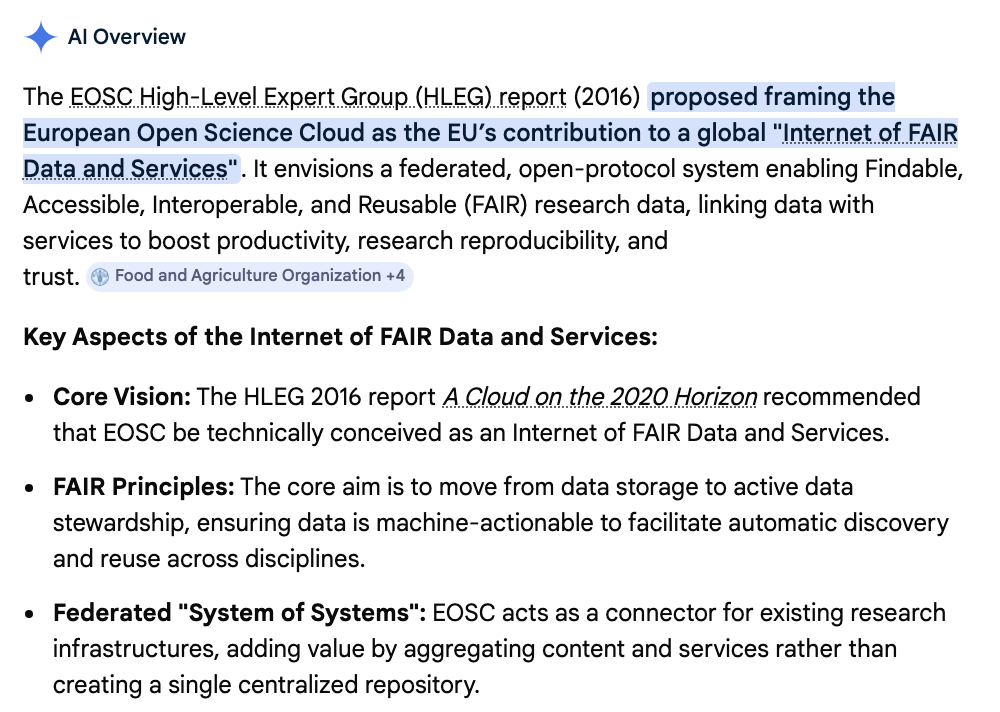 AI Overview
The EOSC High-Level Expert Group (HLEG) report (2016) proposed framing the
European Open Science Cloud as the EU’s contribution to a global "Internet of FAIR
Data and Services". It envisions a federated, open-protocol system enabling Findable,
Accessible, Interoperable, and Reusable (FAIR) research data, linking data with
services to boost productivity, research reproducibility, and
trust. Food and Agriculture Organization +4
Key Aspects of the Internet of FAIR Data and Services:
• Core Vision: The HLEG 2016 report A Cloud on the 2020 Horizon recommended
that EOSC be technically conceived as an Internet of FAIR Data and Services.
• FAIR Principles: The core aim is to move from data storage to active data
stewardship, ensuring data is machine-actionable to facilitate automatic discovery
and reuse across disciplines.
• Federated "System of Systems": EOSC acts as a connector for existing research
infrastructures, adding value by aggregating content and services rather than
creating a single centralized repository.